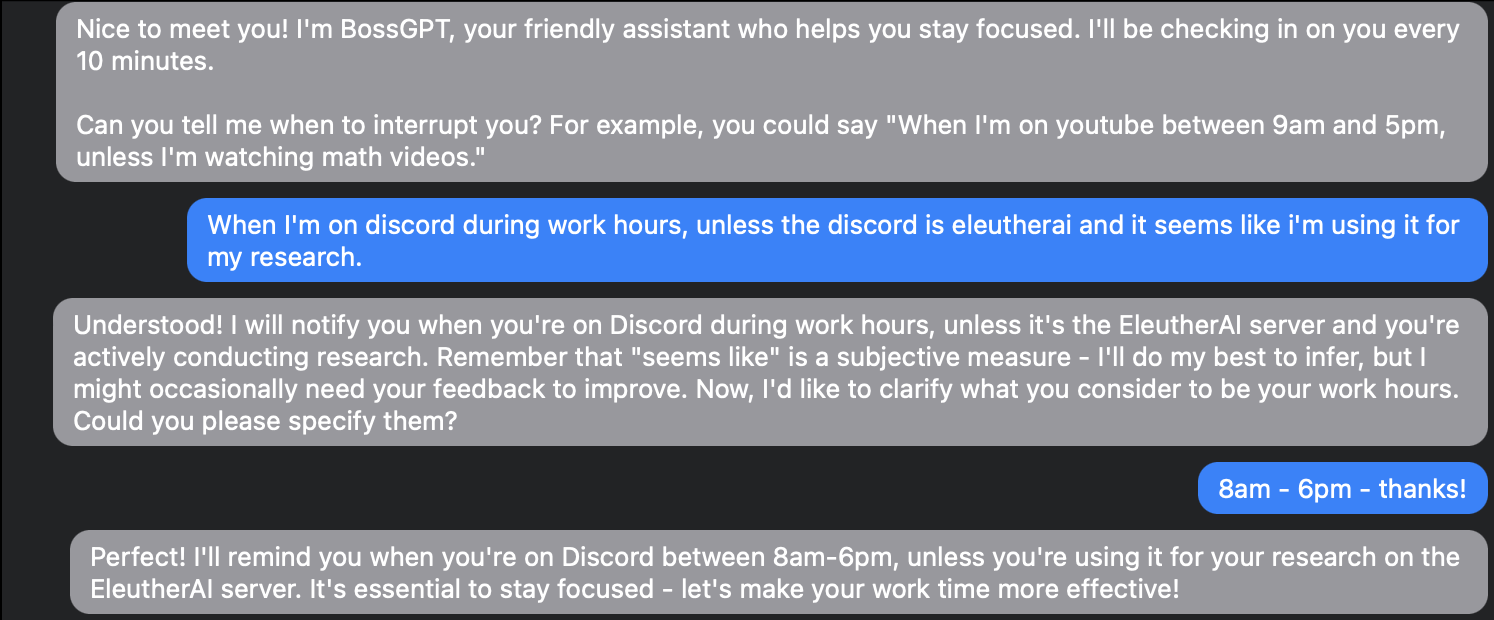 Nice to meet you! I'm BossGPT, your friendly assistant who helps you stay focused. I'll be checking in on you every
10 minutes.
Can you tell me when to interrupt you? For example, you could say "When I'm on youtube between 9am and 5pm,
unless I'm watching math videos."
When I'm on discord during work hours, unless the discord is eleutherai and it seems like i'm using it for
my research.
Understood! I will notify you when you're on Discord during work hours, unless it's the EleutherAI server and you're
actively conducting research. Remember that "seems like" is a subjective measure - I'll do my best to infer, but I
might occasionally need your feedback to improve. Now, I'd like to clarify what you consider to be your work hours.
Could you please specify them?
8am - 6pm - thanks!
Perfect! I'll remind you when you're on Discord between 8am-6pm, unless you're using it for your research on the
EleutherAI server. It's essential to stay focused - let's make your work time more effective!